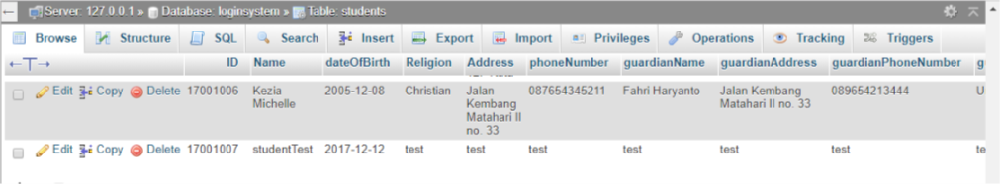 Server: 127.0.0.1 » Database: loginsystem » Table: students
Browse Structure SQL Search Insert Export Import Privileges Operations Tracking Triggers
←T→ ID Name dateOfBirth Religion Address phoneNumber guardianName guardianAddress guardianPhoneNumber
Edit Copy Delete 17001006 Kezia Michelle 2005-12-08 Christian Jalan Kembang Matahari II no. 33 087654345211 Fahri Haryanto Jalan Kembang Matahari II no. 33 089654213444 U
Edit Copy Delete 17001007 studentTest 2017-12-12 test test test test test test te